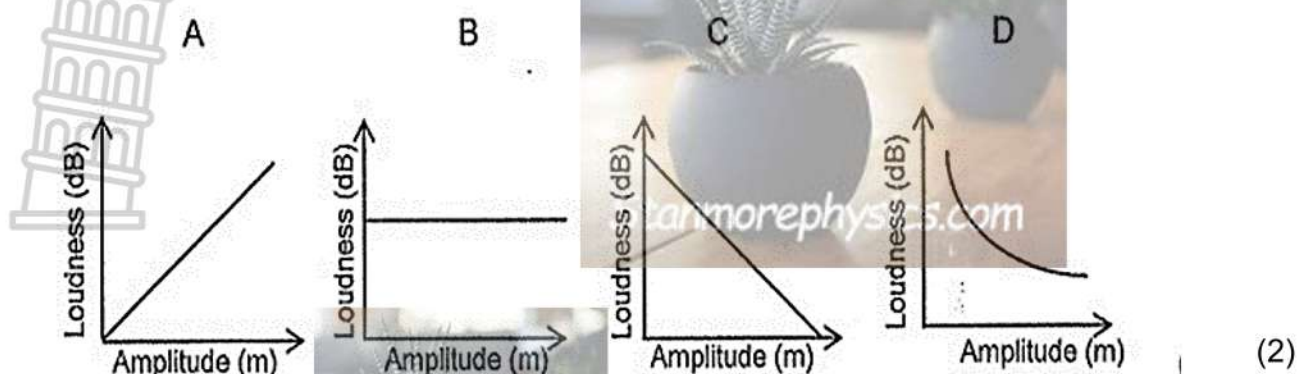 A B C D
Loudness (dB) Loudness (dB) Loudness (dB) Loudness (dB)
Stanmorephysics.com
Amplitude (m) Amplitude (m) Amplitude (m) Amplitude (m) (2)